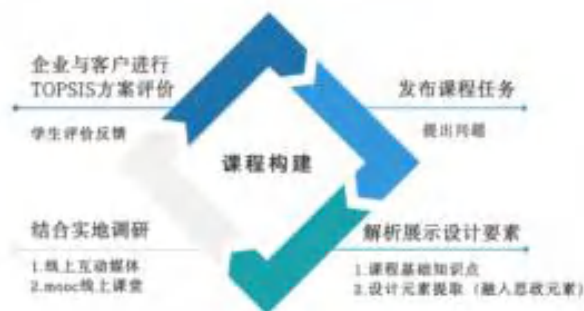 企业与客户进行
TOPSIS方案评价
学生评价反馈
发布课程任务
提出问题
课程构建
结合实地调研
1.线上互动媒体
2.mooc线上课堂
解析展示设计要素
1.课程基础知识点
3.设计元素提取（融人思政元素）